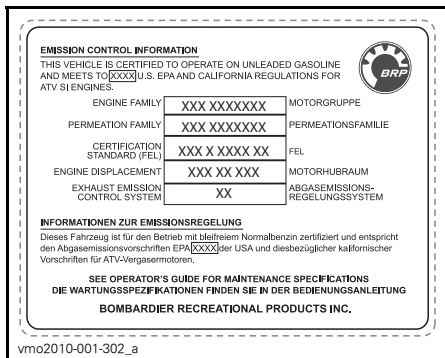 EMISSION CONTROL INFORMATION
THIS VEHICLE IS CERTIFIED TO OPERATE ON UNLEADED GASOLINE
AND MEETS TO XXXX U.S. EPA AND CALIFORNIA REGULATIONS FOR
ATV SI ENGINES.
BRP
ENGINE FAMILY XXX XXXXXXX MOTORGRUPPE
PERMEATION FAMILY XXX XXXXXXX PERMEATIONSFAMILIE
CERTIFICATION
STANDARD (FEL) XXX X XXXX XX FEL
ENGINE DISPLACEMENT XXX XX XXX MOTORHUBRAUM
EXHAUST EMISSION XX ABGASEMISSIONS-
CONTROL SYSTEM REGELUNGSSYSTEM
INFORMATIONEN ZUR EMISSIONSREGELUNG
Dieses Fahrzeug ist für den Betrieb mit bleifreiem Normalbenzin zertifiziert und entspricht
den Abgasemissionsvorschriften EPA XXXX der USA und diesbezüglicher kalifornischer
Vorschriften für ATV-Vergasermotoren.
SEE OPERATOR'S GUIDE FOR MAINTENANCE SPECIFICATIONS
DIE WARTUNGSSPEZIFIKATIONEN FINDEN SIE IN DER BEDIENUNGSANLEITUNG
BOMBARDIER RECREATIONAL PRODUCTS INC.
vmo2010-001-302_a